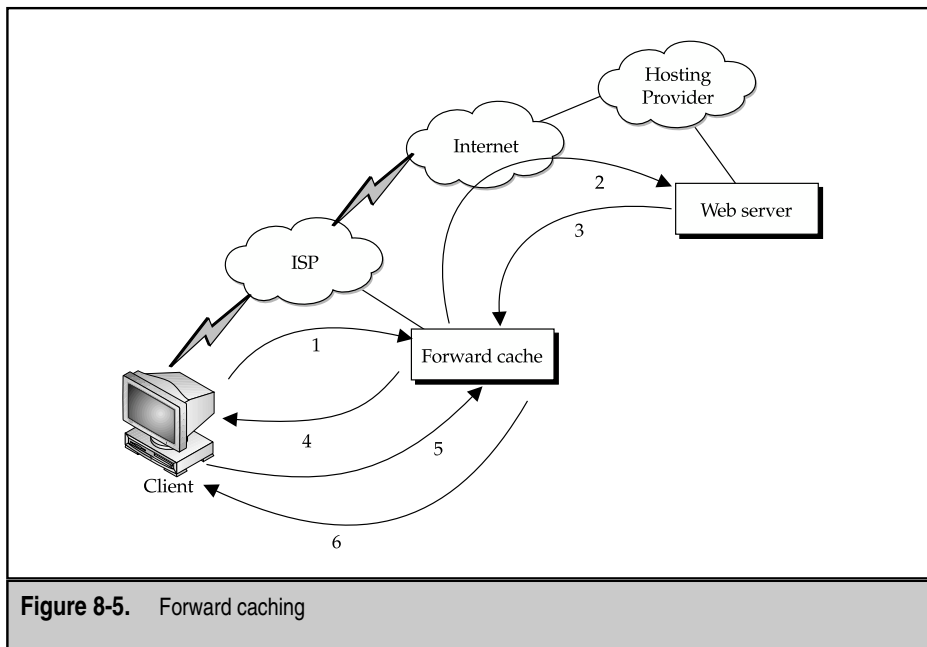 Hosting
Provider
Internet
2
Web server
3
ISP
1
Forward cache
4
5
Client
6
Figure 8-5. Forward caching